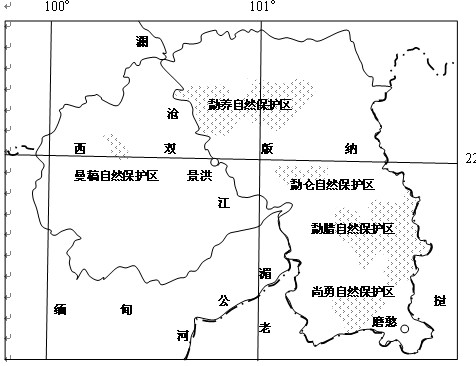 100°
101°
澜
勐养自然保护区
沧
西 双 版 纳
22
曼稿自然保护区
景洪
勐仑自然保护区
江
勐腊自然保护区
湄
尚勇自然保护区
公
挝
缅 甸
磨憨
河
老